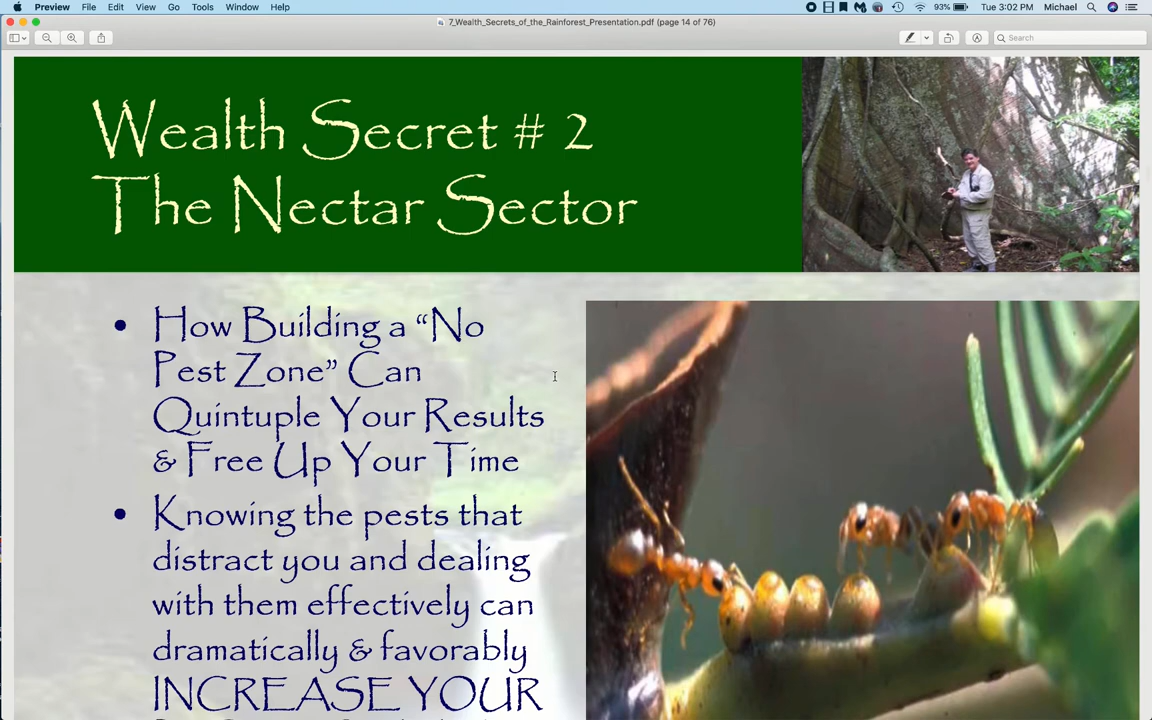 Preview File Edit View Go Tools Window Help 93% Tue 3:02 PM Michael
7_Wealth_Secrets_of_the_Rainforest_Presentation.pdf (page 14 of 76)
Search
Wealth Secret # 2
The Nectar Sector
• How Building a “No
Pest Zone” Can
Quintuple Your Results
& Free Up Your Time
• Knowing the pests that
distract you and dealing
with them effectively can
dramatically & favorably
INCREASE YOUR